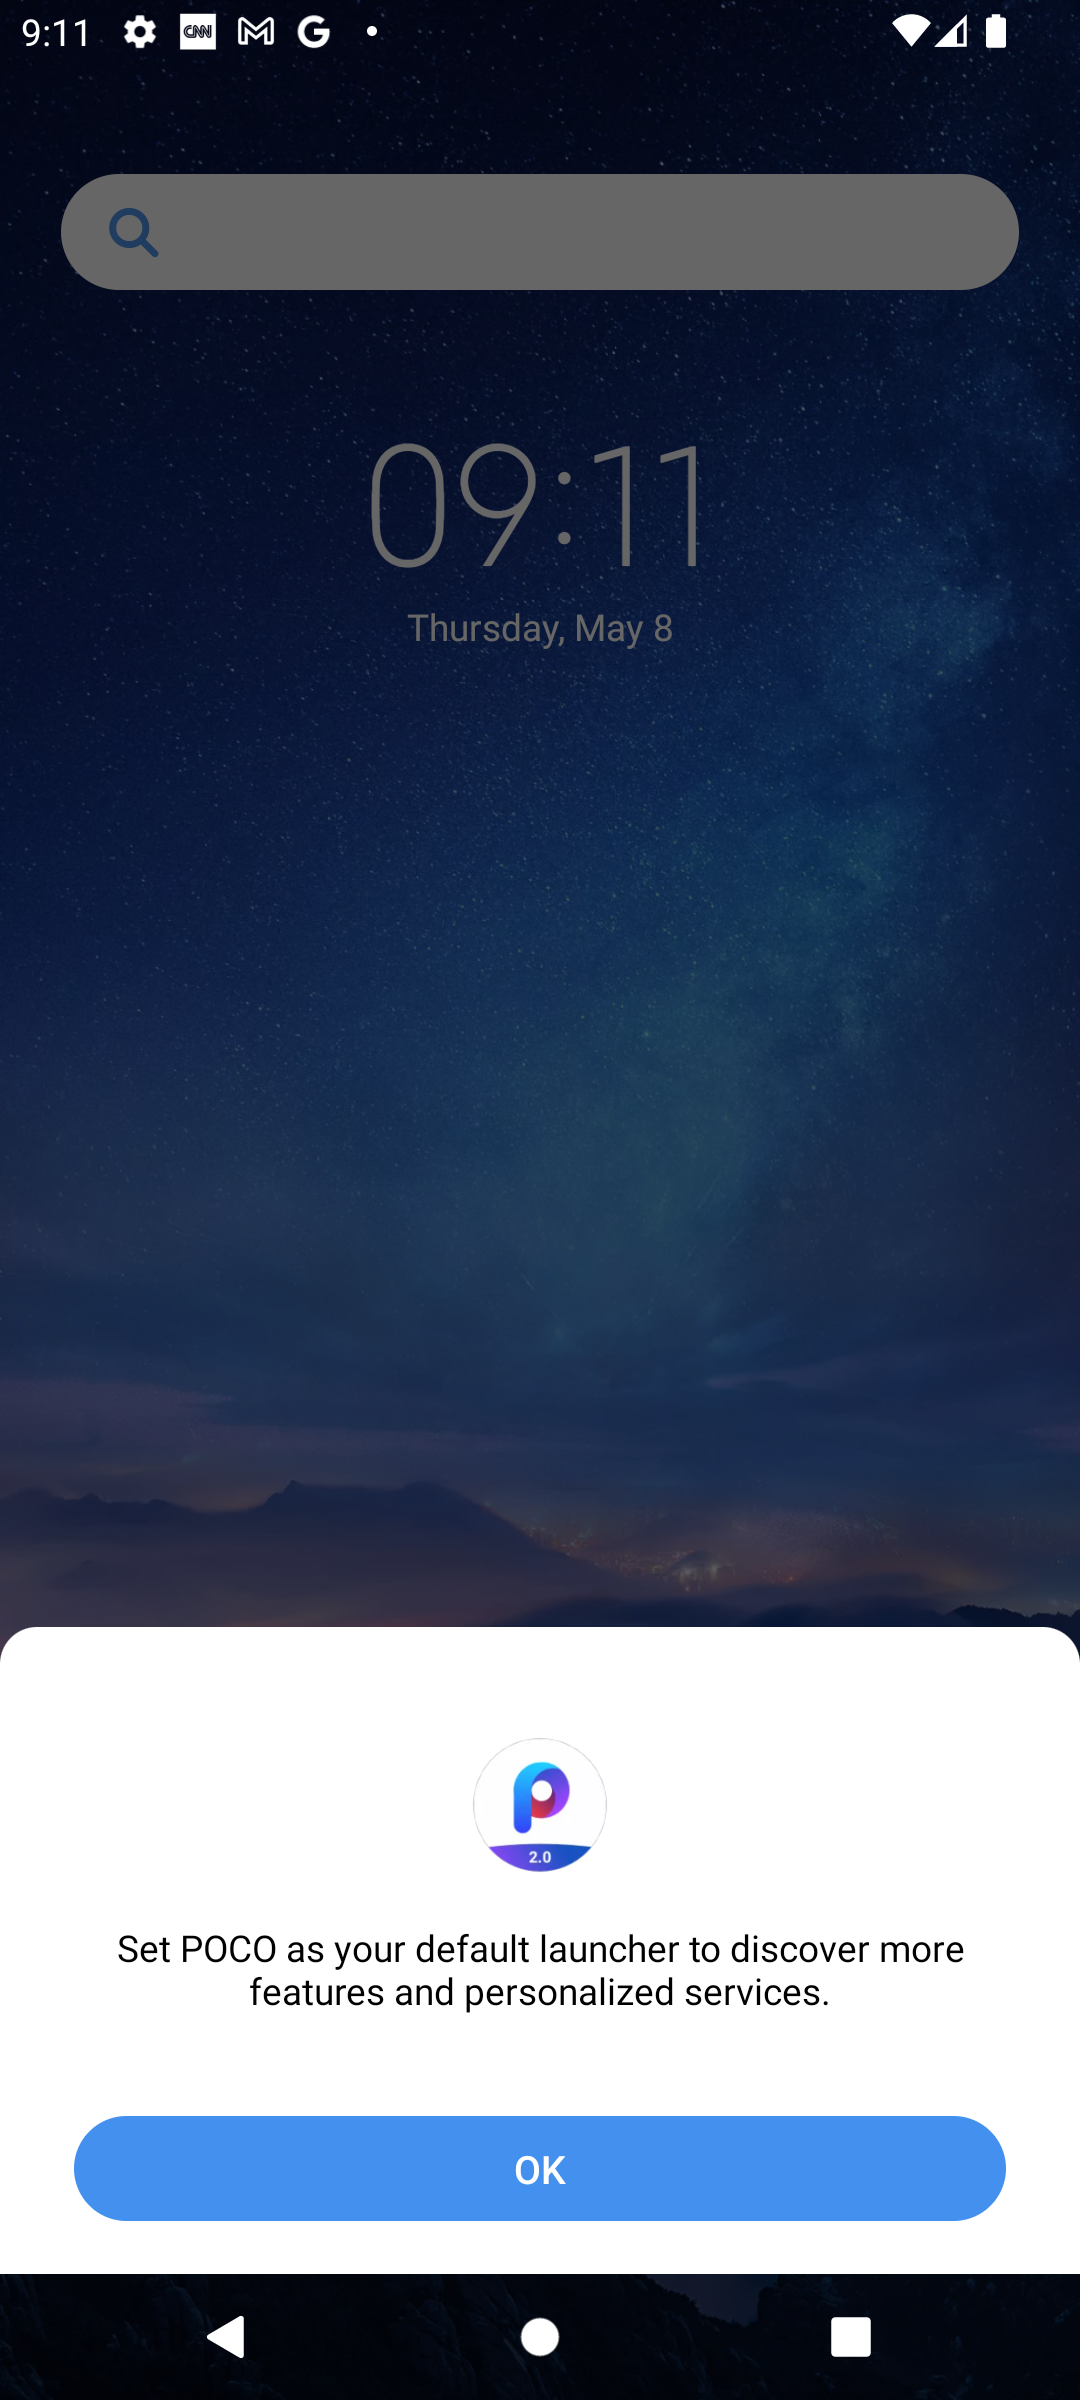 9:11
CNN
09:11
Thursday, May 8
2.0
Set POCO as your default launcher to discover more
features and personalized services.
OK